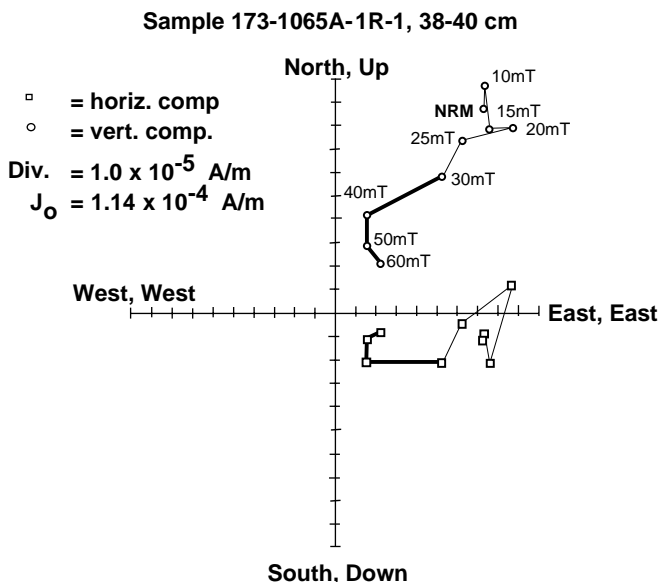 Sample 173-1065A-1R-1, 38-40 cm
North, Up
= horiz. comp
= vert. comp.
Div. = 1.0 x 10-5 A/m
Jo = 1.14 x 10-4 A/m
10mT
NRM
15mT
20mT
25mT
30mT
40mT
50mT
60mT
West, West
East, East
South, Down